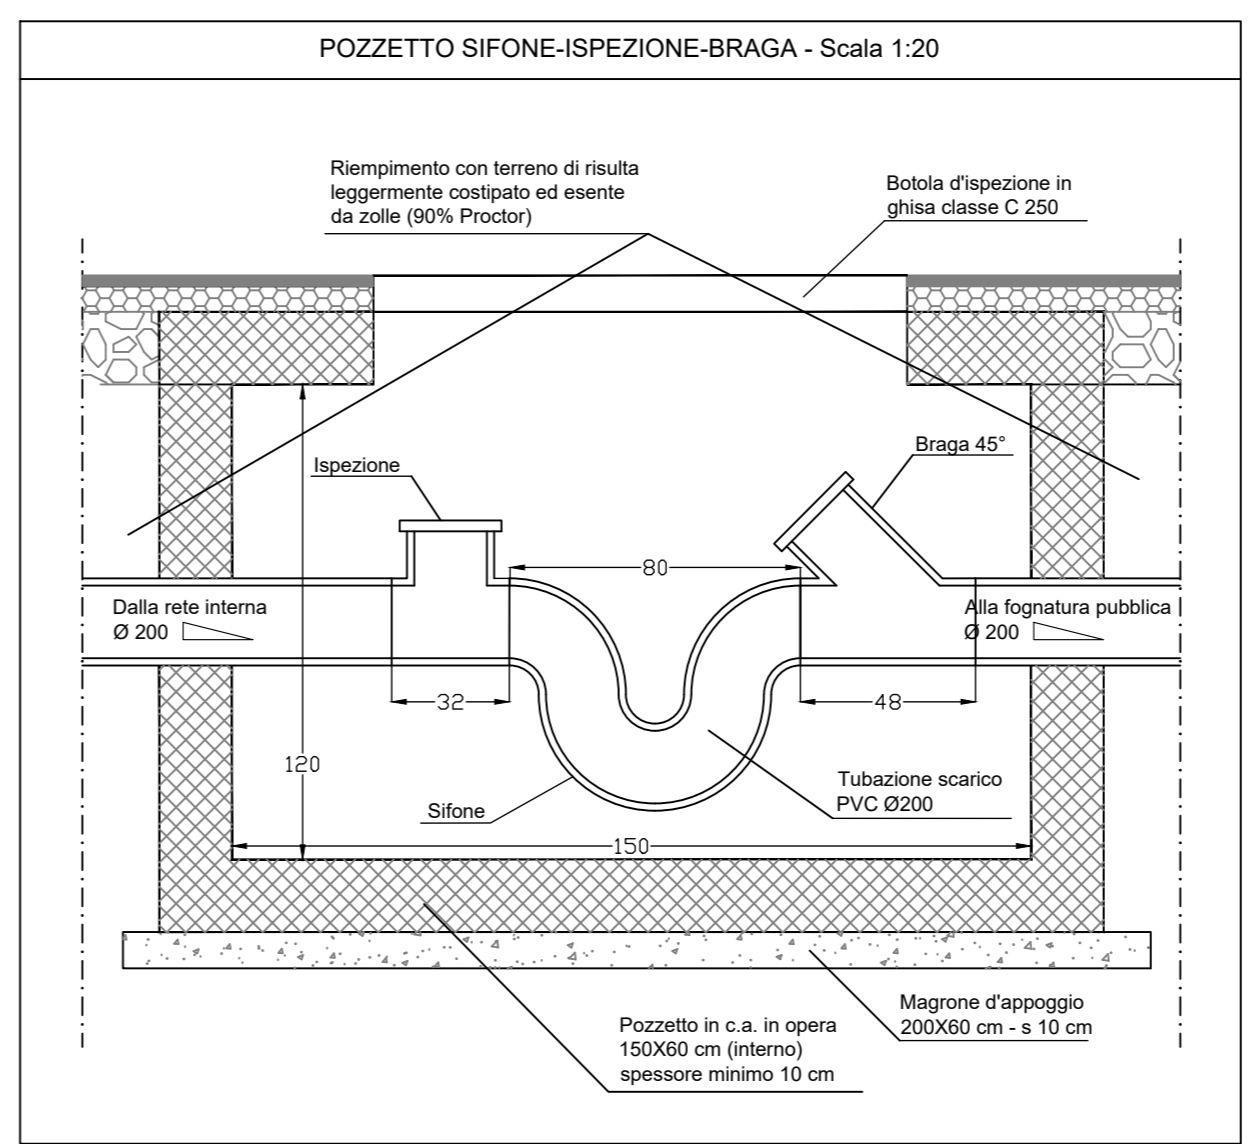 POZZETTO SIFONE-ISPEZIONE-BRAGA - Scala 1:20
Riempimento con terreno di risulta
leggermente costipato ed esente
da zolle (90% Proctor)
Botola d'ispezione in
ghisa classe C 250
Ispezione
Braga 45°
80
Dalla rete interna
Ø 200
Alla fognatura pubblica
Ø 200
32
48
120
Tubazione scarico
PVC Ø200
Sifone
150
Magrone d'appoggio
200X60 cm - s 10 cm
Pozzetto in c.a. in opera
150X60 cm (interno)
spessore minimo 10 cm